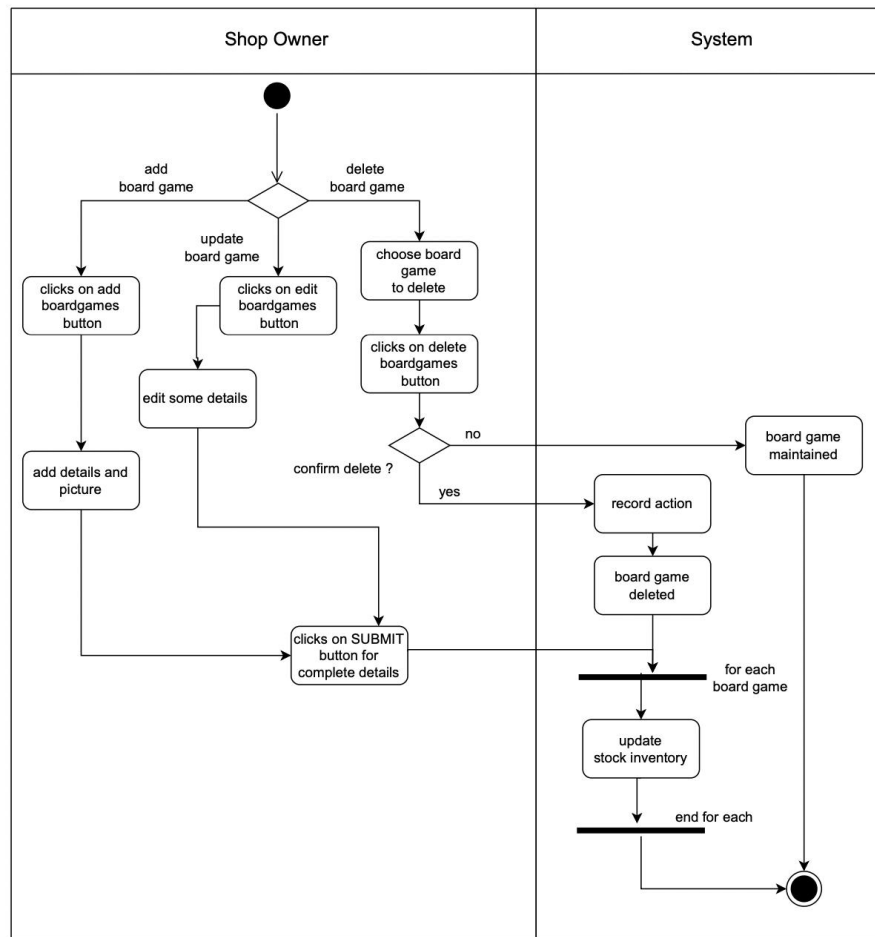 Shop Owner
System
add
board game
delete
board game
update
board game
clicks on add
boardgames
button
clicks on edit
boardgames
button
choose board
game
to delete
clicks on delete
boardgames
button
edit some details
confirm delete ?
no
board game
maintained
add details and
picture
yes
record action
board game
deleted
clicks on SUBMIT
button for
complete details
for each
board game
update
stock inventory
end for each